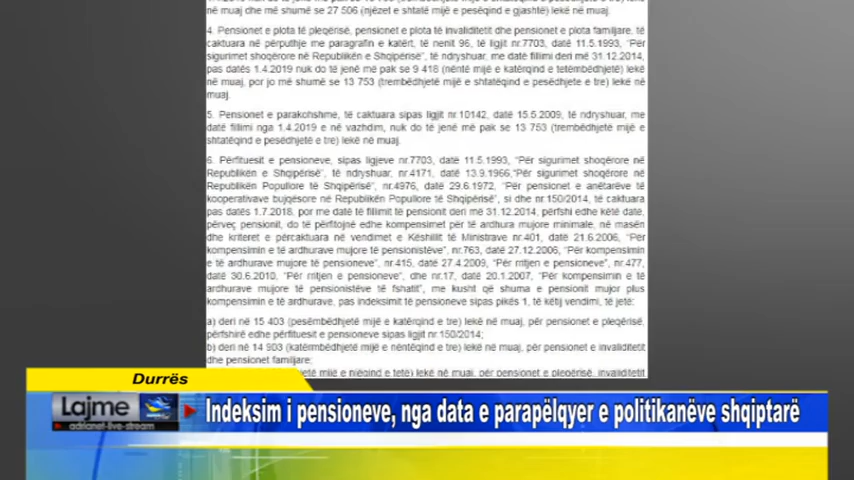 në muaj dhe më shumë se 27 506 (njëzet e shtatë mijë e pesëqind e gjashtë) lekë në muaj.
4. Pensionet e plota të pleqërisë, pensionet e plota të invaliditetit dhe pensionet e plota familjare, të
caktuara në përputhje me paragrafin e katërt, të nenit 96, të ligjit nr.7703, datë 11.5.1993, “Për
sigurimet shoqërore në Republikën e Shqipërisë”, të ndryshuar, me datë fillimi deri më 31.12.2014,
pas datës 1.4.2019 nuk do të jenë më pak se 9 418 (nëntë mijë e katërqind e tetëmbëdhjetë) lekë
në muaj, por jo më shumë se 13 753 (trembëdhjetë mijë e shtatëqind e pesëdhjetë e tre) lekë në
muaj.
5. Pensionet e parakohshme, të caktuara sipas ligjit nr.10142, datë 15.5.2009, të ndryshuar, me
datë fillimi nga 1.4.2019 e në vazhdim, nuk do të jenë më pak se 13 753 (trembëdhjetë mijë e
shtatëqind e pesëdhjetë e tre) lekë në muaj.
6. Përfituesit e pensioneve, sipas ligjeve nr.7703, datë 11.5.1993, “Për sigurimet shoqërore në
Republikën e Shqipërisë”, të ndryshuar, nr.4171, datë 13.9.1966,“Për sigurimet shoqërore në
Republikën Popullore të Shqipërisë”, nr.4976, datë 29.6.1972, “Për pensionet e anëtarëve të
kooperativave bujqësore në Republikën Popullore të Shqipërisë”, si dhe nr.150/2014, të caktuara
pas datës 1.7.2018, por me datë të fillimit të pensionit deri më 31.12.2014, përfshi edhe këtë datë,
përveç pensionit, do të përfitojnë edhe kompensimet për të ardhura mujore minimale, në masën
dhe kriteret e përcaktuara në vendimet e Këshillit të Ministrave nr.401, datë 21.6.2006, “Për
kompensimin e të ardhurave mujore të pensionistëve”, nr.763, datë 27.12.2006, “Për kompensimin
e të ardhurave mujore të pensioneve”, nr.415, datë 27.4.2009, “Për rritjen e pensioneve”, nr.477,
datë 30.6.2010, “Për rritjen e pensioneve”, dhe nr.17, datë 20.1.2007, “Për kompensimin e të
ardhurave mujore të pensionistëve të fshatit”, me kusht që shuma e pensionit mujor plus
kompensimin e të ardhurave, pas indeksimit të pensioneve sipas pikës 1, të këtij vendimi, të jetë:
a) deri në 15 403 (pesëmbëdhjetë mijë e katërqind e tre) lekë në muaj, për pensionet e pleqërisë,
përfshirë edhe përfituesit e pensioneve sipas ligjit nr.150/2014;
b) deri në 14 903 (katërmbëdhjetë mijë e nëntëqind e tre) lekë në muaj, për pensionet e invaliditetit
dhe pensionet familjare;
mijë e njëqind e tetë) lekë në muaj, për pensionet e pleqërisë, invaliditetit
Durrës
Lajme
adrianet-live-stream
Indeksim i pensioneve, nga data e parapëlqyer e politikanëve shqiptarë